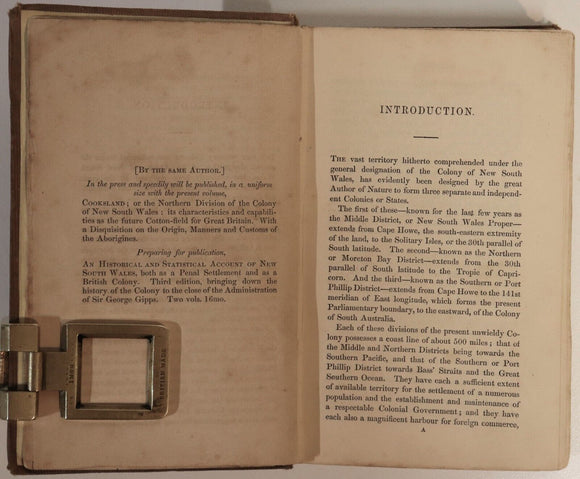 [BY THE SAME AUTHOR.]
In the press and speedily will be published, in a uniform
size with the present volume,
COOKSLAND; or the Northern Division of the Colony
of New South Wales: its characteristics and capabili-
ties as the future Cotton-field for Great Britain. With
a Disquisition on the Origin, Manners and Customs of
the Aborigines.
Preparing for publication,
AN HISTORICAL AND STATISTICAL ACCOUNT OF NEW
SOUTH WALES, both as a Penal Settlement and as a
British Colony. Third edition, bringing down the
history of the Colony to the close of the Administration
of Sir George Gipps. Two vols. 16mo.
BRITISH MADE
INTRODUCTION.
THE vast territory hitherto comprehended under the
general designation of the Colony of New South
Wales, has evidently been designed by the great
Author of Nature to form three separate and independ-
ent Colonies or States.
The first of these—known for the last few years as
the Middle District, or New South Wales Proper—
extends from Cape Howe, the south-eastern extremity
of the land, to the Solitary Isles, or the 30th parallel of
South latitude. The second—known as the Northern
or Moreton Bay District—extends from the 30th
parallel of South latitude to the Tropic of Capri-
corn. And the third—known as the Southern or Port
Phillip District—extends from Cape Howe to the 141st
meridian of East longitude, which forms the present
Parliamentary boundary, to the eastward, of the Colony
of South Australia.
Each of these divisions of the present unwieldy Co-
lony possesses a coast line of about 500 miles; that of
the Middle and Northern Districts being towards the
Southern Pacific, and that of the Southern or Port
Phillip District towards Bass' Straits and the Great
Southern Ocean. They have each a sufficient extent
of available territory for the settlement of a numerous
population and the establishment and maintenance of
a respectable Colonial Government; and they have
each also a magnificent harbour for foreign commerce,
A